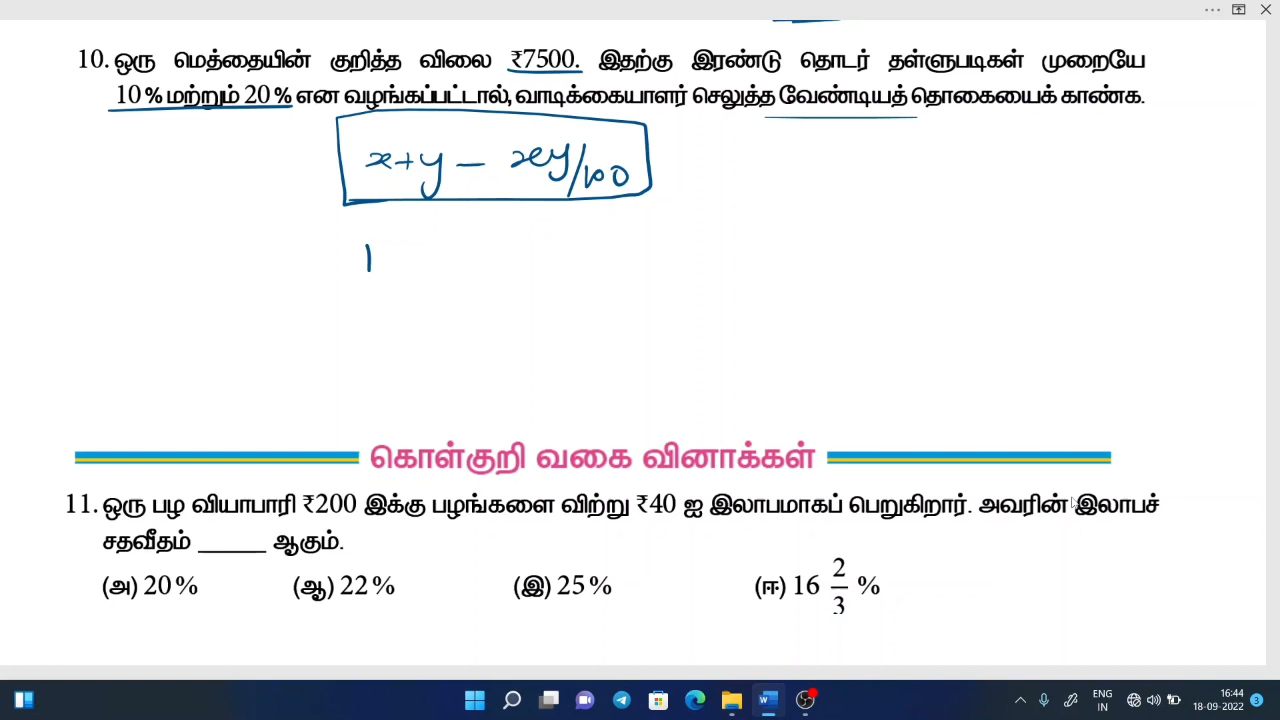 10. ஒரு மெத்தையின் குறித்த விலை ₹7500. இதற்கு இரண்டு தொடர் தள்ளுபடிகள் முறையே
10 % மற்றும் 20 % என வழங்கப்பட்டால், வாடிக்கையாளர் செலுத்த வேண்டியத் தொகையைக் காண்க.
x+y - xy/100
1
கொள்குறி வகை வினாக்கள்
11. ஒரு பழ வியாபாரி ₹200 இக்கு பழங்களை விற்று ₹40 ஐ இலாபமாகப் பெறுகிறார். அவரின் இலாபச்
சதவீதம் ______ ஆகும்.
(அ) 20 % (ஆ) 22 % (இ) 25 % (ஈ) 16 2/3 %
ENG 16:44
IN 18-09-2022 3